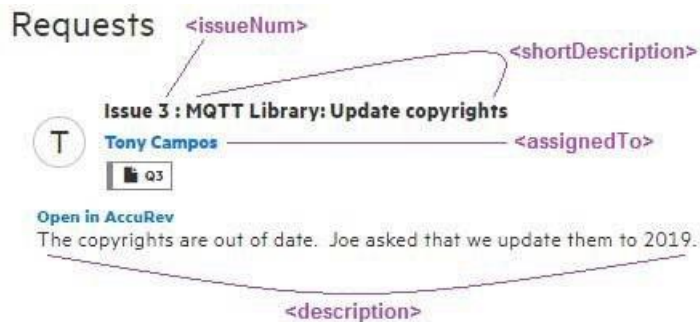 Requests <issueNum>
<shortDescription>
Issue 3 : MQTT Library: Update copyrights
T
Tony Campos <assignedTo>
Q3
Open in AccuRev
The copyrights are out of date. Joe asked that we update them to 2019.
<description>